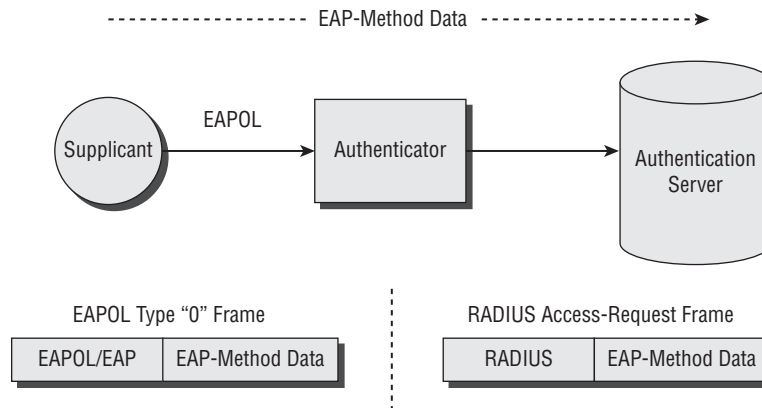 EAP-Method Data
EAPOL
Supplicant
Authenticator
Authentication
Server
EAPOL Type “0” Frame
RADIUS Access-Request Frame
EAPOL/EAP
EAP-Method Data
RADIUS
EAP-Method Data